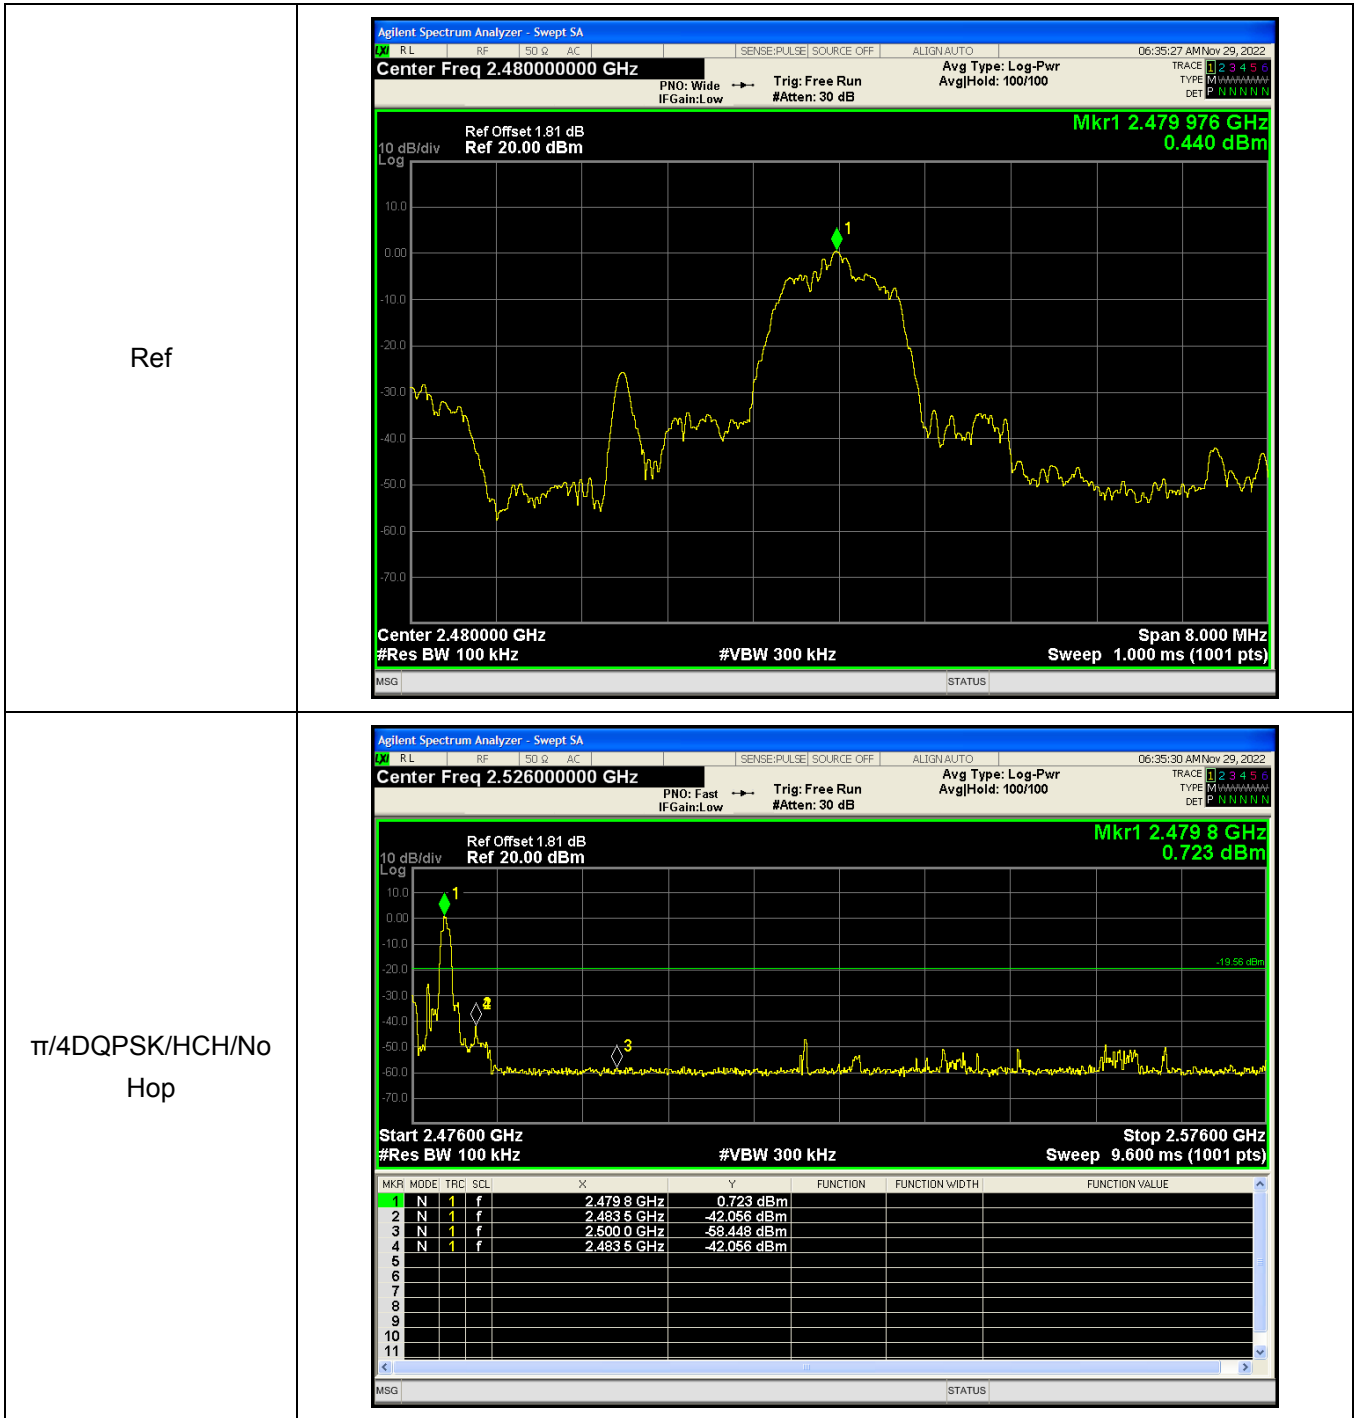 Ref
Agilent Spectrum Analyzer - Swept SA
LXI RL RF 50 Ω AC SENSE:PULSE SOURCE OFF ALIGN AUTO 06:35:27 AM Nov 29, 2022
Center Freq 2.480000000 GHz
PNO: Wide
IFGain:Low
Trig: Free Run
#Atten: 30 dB
Avg Type: Log-Pwr
Avg|Hold: 100/100
TRACE 1 2 3 4 5 6
TYPE M
DET P N N N N N
Mkr1 2.479 976 GHz
0.440 dBm
Ref Offset 1.81 dB
10 dB/div Ref 20.00 dBm
Log
1
10.0
0.00
-10.0
-20.0
-30.0
-40.0
-50.0
-60.0
-70.0
Center 2.480000 GHz Span 8.000 MHz
#Res BW 100 kHz #VBW 300 kHz Sweep 1.000 ms (1001 pts)
MSG STATUS
π/4DQPSK/HCH/No
Hop
Agilent Spectrum Analyzer - Swept SA
LXI RL RF 50 Ω AC SENSE:PULSE SOURCE OFF ALIGN AUTO 06:35:30 AM Nov 29, 2022
Center Freq 2.526000000 GHz
PNO: Fast
IFGain:Low
Trig: Free Run
#Atten: 30 dB
Avg Type: Log-Pwr
Avg|Hold: 100/100
TRACE 1 2 3 4 5 6
TYPE M
DET P N N N N N
Mkr1 2.479 8 GHz
0.723 dBm
Ref Offset 1.81 dB
10 dB/div Ref 20.00 dBm
Log
1
10.0
0.00
-10.0
-20.0
-19.56 dBm
-30.0
-40.0
-50.0
3
-60.0
-70.0
Start 2.47600 GHz Stop 2.57600 GHz
#Res BW 100 kHz #VBW 300 kHz Sweep 9.600 ms (1001 pts)
MKR MODE TRC SCL X Y FUNCTION FUNCTION WIDTH FUNCTION VALUE
1 N 1 f 2.479 8 GHz 0.723 dBm
2 N 1 f 2.483 5 GHz -42.056 dBm
3 N 1 f 2.500 0 GHz -58.448 dBm
4 N 1 f 2.483 5 GHz -42.056 dBm
5
6
7
8
9
10
11
MSG STATUS